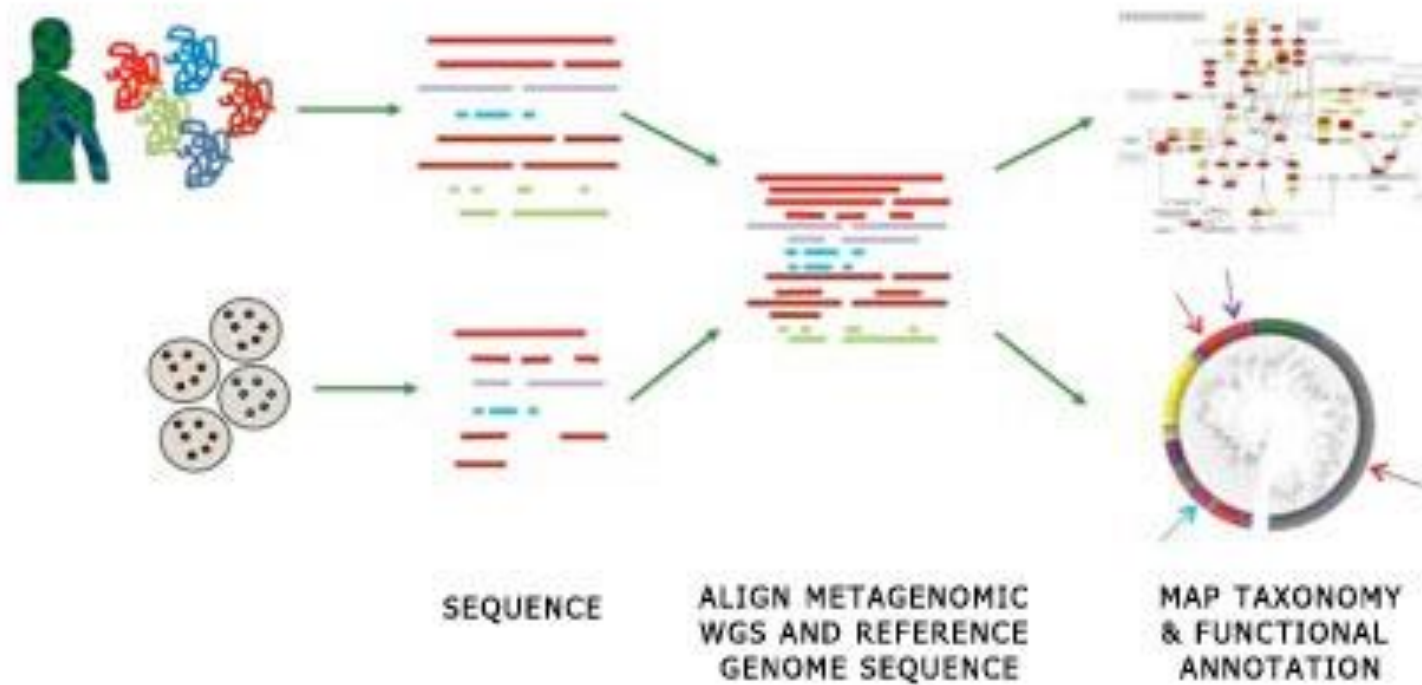 SEQUENCE
ALIGN METAGENOMIC
WGS AND REFERENCE
GENOME SEQUENCE
MAP TAXONOMY
& FUNCTIONAL
ANNOTATION